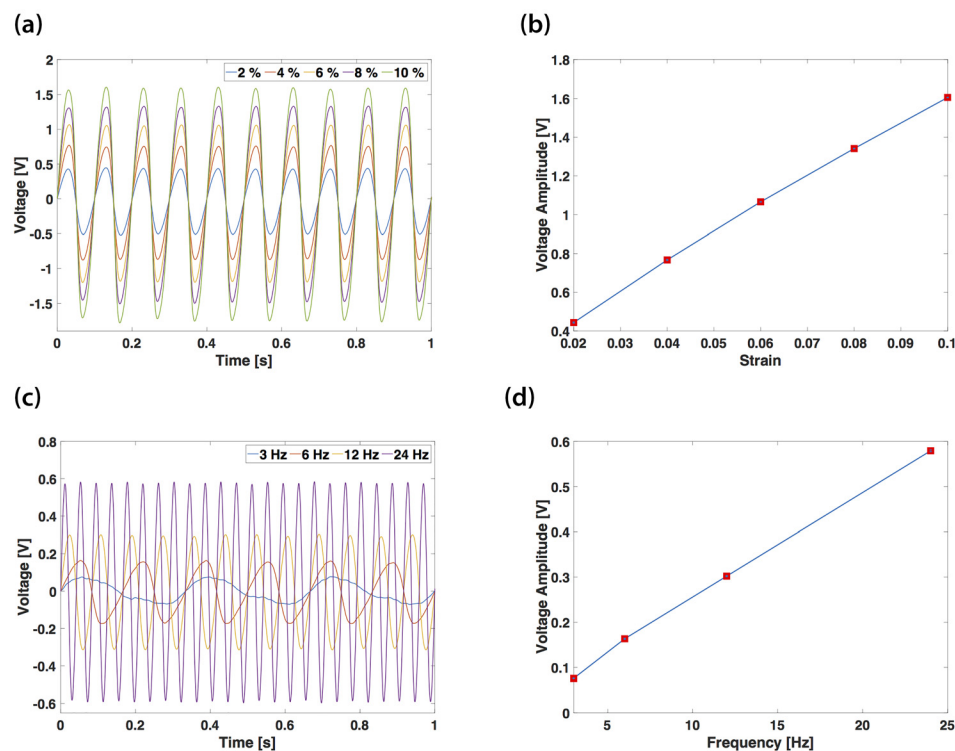 (a)
2 % 4 % 6 % 8 % 10 %
2
1.5
1
0.5
0
-0.5
-1
-1.5
Voltage [V]
0 0.2 0.4 0.6 0.8 1
Time [s]
(b)
1.8
1.6
1.4
1.2
1
0.8
0.6
0.4
Voltage Amplitude [V]
0.02 0.03 0.04 0.05 0.06 0.07 0.08 0.09 0.1
Strain
(c)
3 Hz 6 Hz 12 Hz 24 Hz
0.8
0.6
0.4
0.2
0
-0.2
-0.4
-0.6
Voltage [V]
0 0.2 0.4 0.6 0.8 1
Time [s]
(d)
0.6
0.5
0.4
0.3
0.2
0.1
0
Voltage Amplitude [V]
5 10 15 20 25
Frequency [Hz]